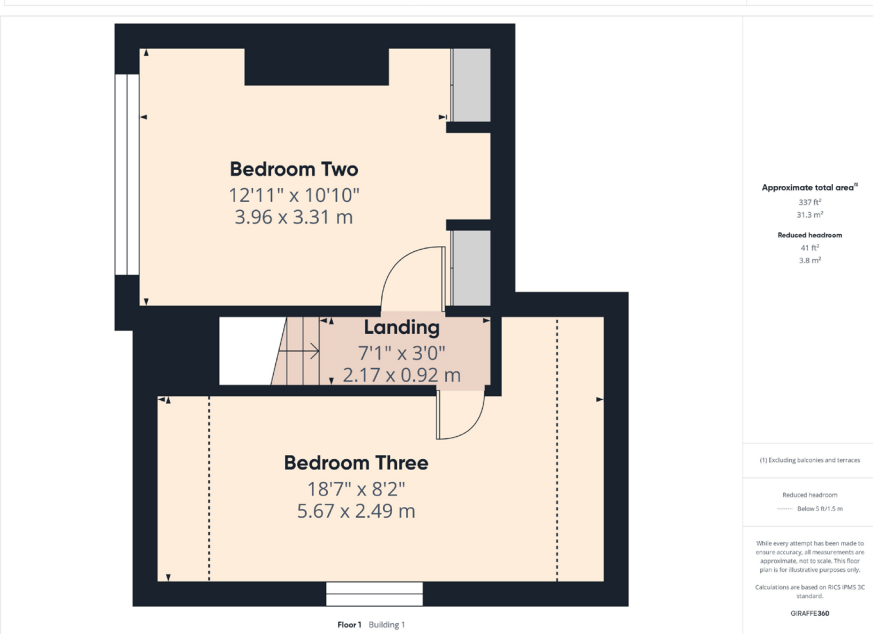 Bedroom Two
12'11" x 10'10"
3.96 x 3.31 m
Landing
7'1" x 3'0"
2.17 x 0.92 m
Bedroom Three
18'7" x 8'2"
5.67 x 2.49 m
Floor 1 Building 1
Approximate total area⁽¹⁾
337 ft²
31.3 m²
Reduced headroom
41 ft²
3.8 m²
(1) Excluding balconies and terraces
Reduced headroom
Below 5 ft/1.5 m
While every attempt has been made to
ensure accuracy, all measurements are
approximate, not to scale. This floor
plan is for illustrative purposes only.
Calculations are based on RICS IPMS 3C
standard.
GIRAFFE360